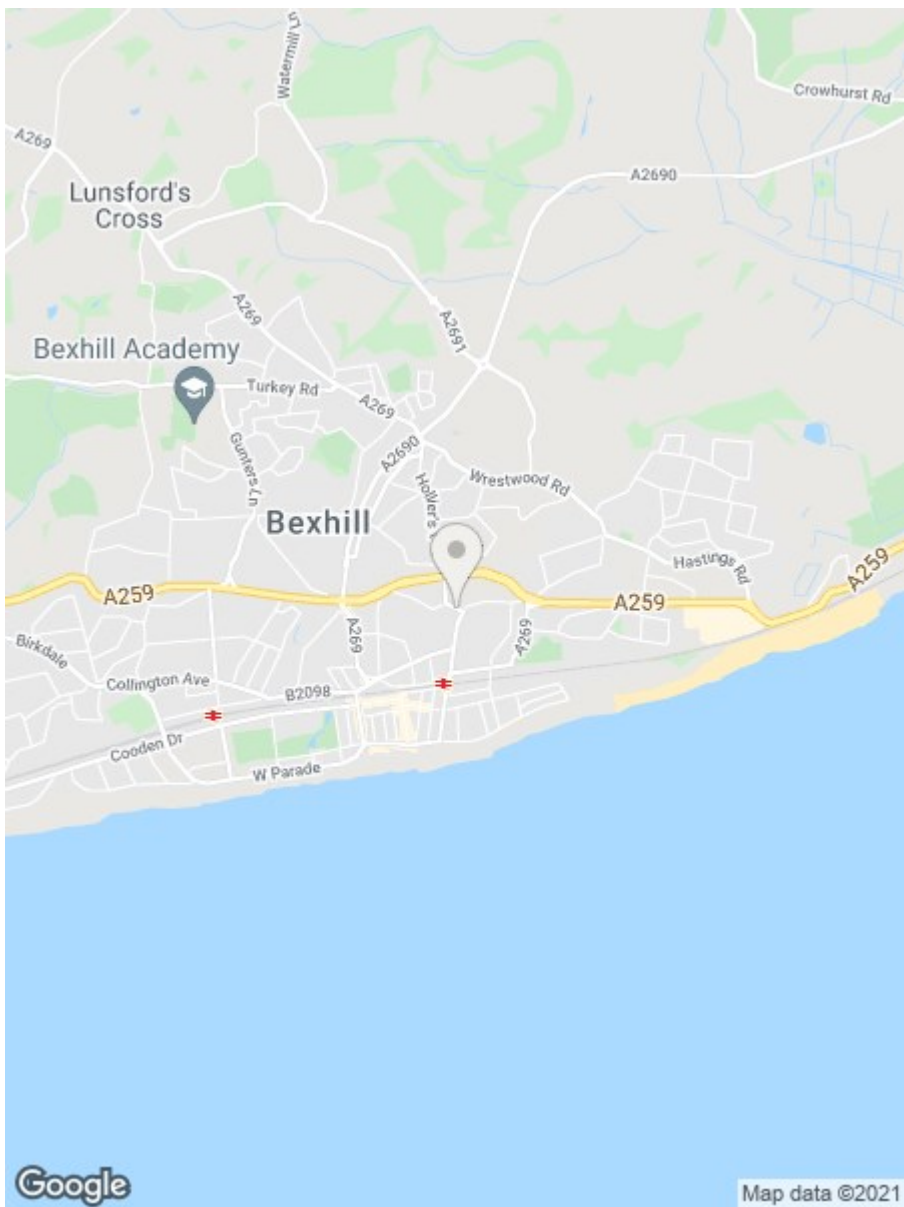 Watermill Ln
Crowhurst Rd
A269
A2690
Lunsford's
Cross
A269
A2691
Bexhill Academy
Turkey Rd
A269
A2690
Gunters Ln
Wrestwood Rd
Holliver's
Bexhill
Hastings Rd
A259
A259
A259
A269
A269
Birkdale
Collington Ave
B2098
Cooden Dr
W Parade
Google
Map data ©2021